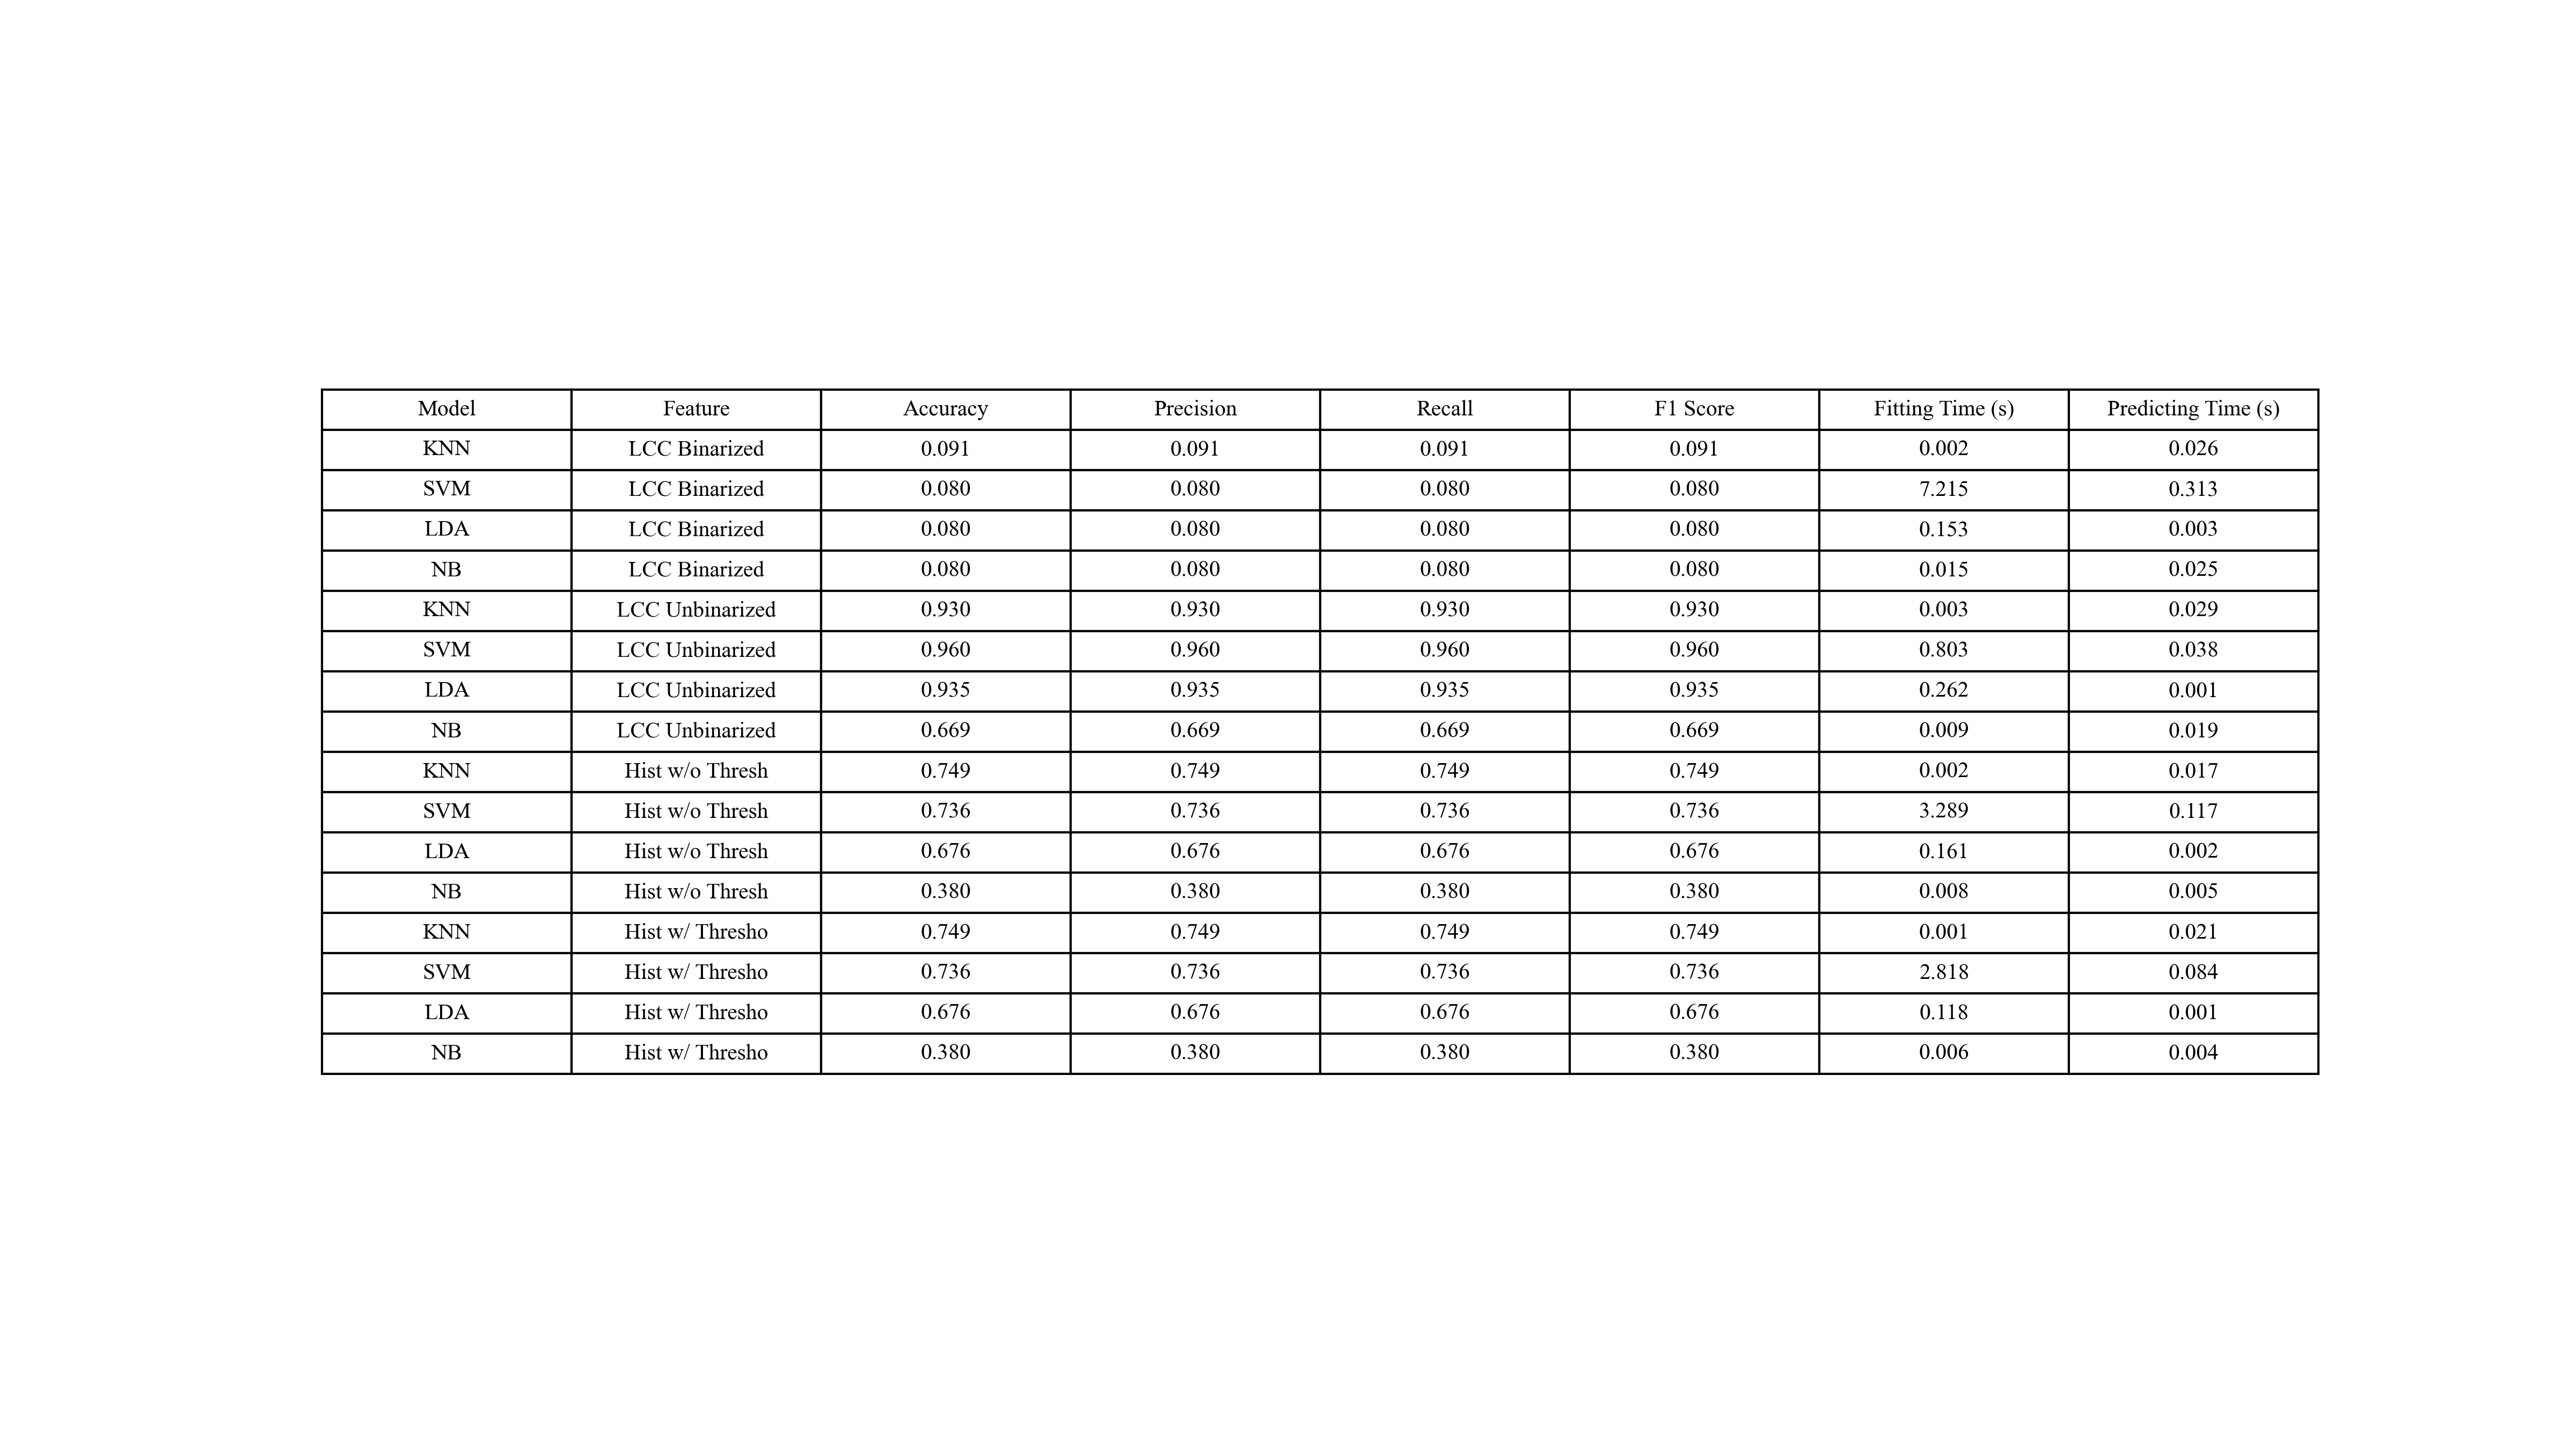 Model Feature Accuracy Precision Recall F1 Score Fitting Time (s) Predicting Time (s)
KNN LCC Binarized 0.091 0.091 0.091 0.091 0.002 0.026
SVM LCC Binarized 0.080 0.080 0.080 0.080 7.215 0.313
LDA LCC Binarized 0.080 0.080 0.080 0.080 0.153 0.003
NB LCC Binarized 0.080 0.080 0.080 0.080 0.015 0.025
KNN LCC Unbinarized 0.930 0.930 0.930 0.930 0.003 0.029
SVM LCC Unbinarized 0.960 0.960 0.960 0.960 0.803 0.038
LDA LCC Unbinarized 0.935 0.935 0.935 0.935 0.262 0.001
NB LCC Unbinarized 0.669 0.669 0.669 0.669 0.009 0.019
KNN Hist w/o Thresh 0.749 0.749 0.749 0.749 0.002 0.017
SVM Hist w/o Thresh 0.736 0.736 0.736 0.736 3.289 0.117
LDA Hist w/o Thresh 0.676 0.676 0.676 0.676 0.161 0.002
NB Hist w/o Thresh 0.380 0.380 0.380 0.380 0.008 0.005
KNN Hist w/ Thresho 0.749 0.749 0.749 0.749 0.001 0.021
SVM Hist w/ Thresho 0.736 0.736 0.736 0.736 2.818 0.084
LDA Hist w/ Thresho 0.676 0.676 0.676 0.676 0.118 0.001
NB Hist w/ Thresho 0.380 0.380 0.380 0.380 0.006 0.004